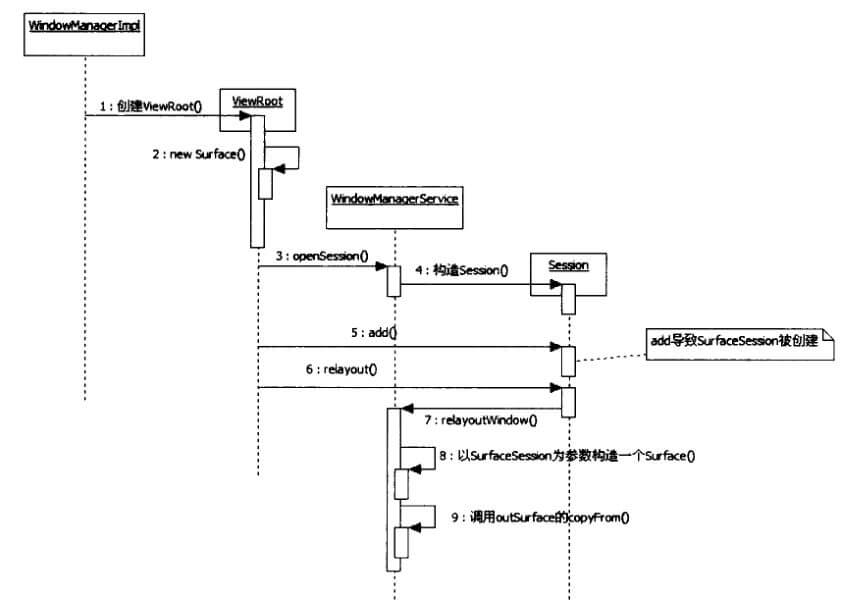 WindowManagerImpl
1：创建ViewRoot()
ViewRoot
2：new Surface()
WindowManagerService
3：openSession()
4：构造Session()
Session
5：add()
add导致SurfaceSession被创建
6：relayout()
7：relayoutWindow()
8：以SurfaceSession为参数构造一个Surface()
9：调用outSurface的copyFrom()